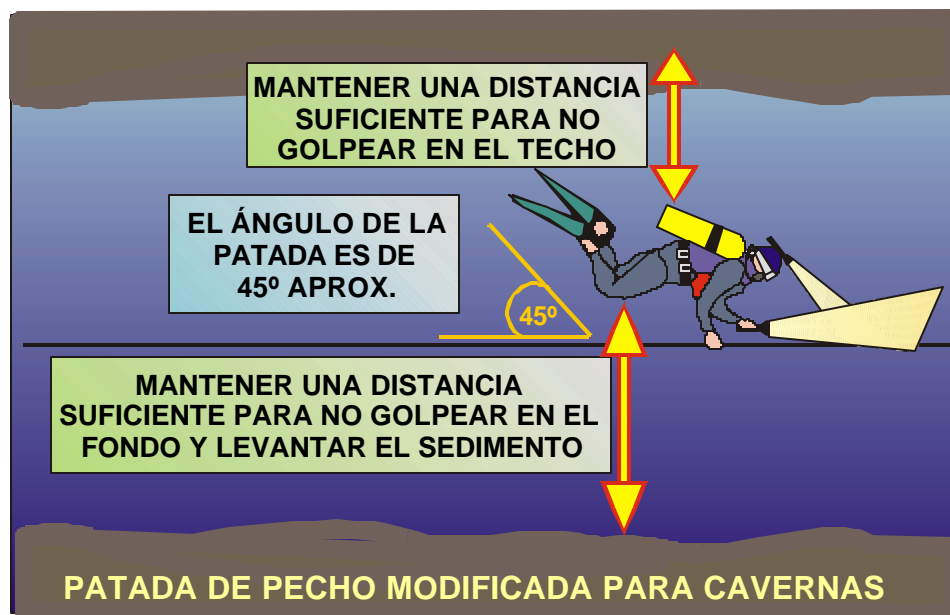 MANTENER UNA DISTANCIA
SUFICIENTE PARA NO
GOLPEAR EN EL TECHO
EL ÁNGULO DE LA
PATADA ES DE
45º APROX.
45º
MANTENER UNA DISTANCIA
SUFICIENTE PARA NO GOLPEAR EN EL
FONDO Y LEVANTAR EL SEDIMENTO
PATADA DE PECHO MODIFICADA PARA CAVERNAS